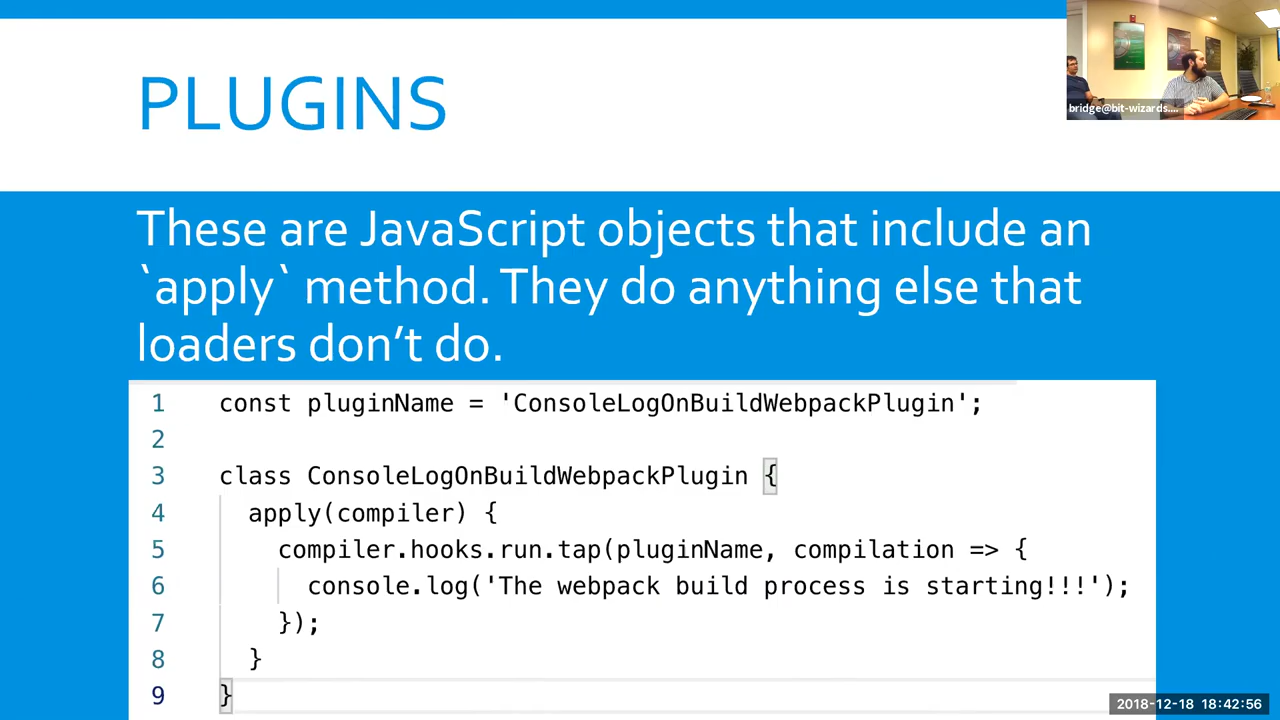 PLUGINS
bridge@bit-wizards....
These are JavaScript objects that include an
`apply` method. They do anything else that
loaders don’t do.
1 const pluginName = 'ConsoleLogOnBuildWebpackPlugin';
2
3 class ConsoleLogOnBuildWebpackPlugin {
4 apply(compiler) {
5 compiler.hooks.run.tap(pluginName, compilation => {
6 console.log('The webpack build process is starting!!!');
7 });
8 }
9 }
2018-12-18 18:42:56